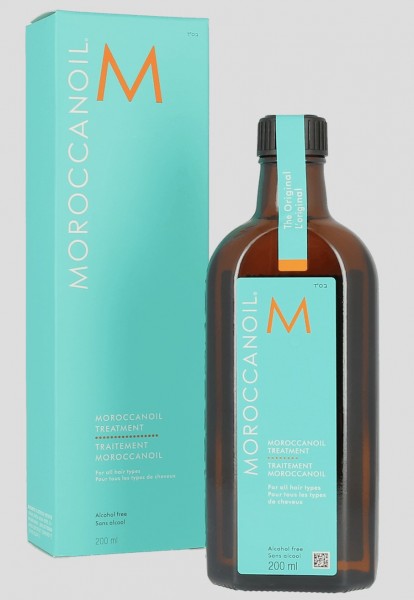 MOROCCANOIL®
M
MOROCCANOIL
TREATMENT
TRAITEMENT
MOROCCANOIL
For all hair types
Pour tous les types de cheveux
Alcohol free
Sans alcool
200 ml
The Original
L'original
MOROCCANOIL®
M
MOROCCANOIL
TREATMENT
TRAITEMENT
MOROCCANOIL
For all hair types
Pour tous les types
de cheveux
Alcohol free
Sans alcool
200 ml